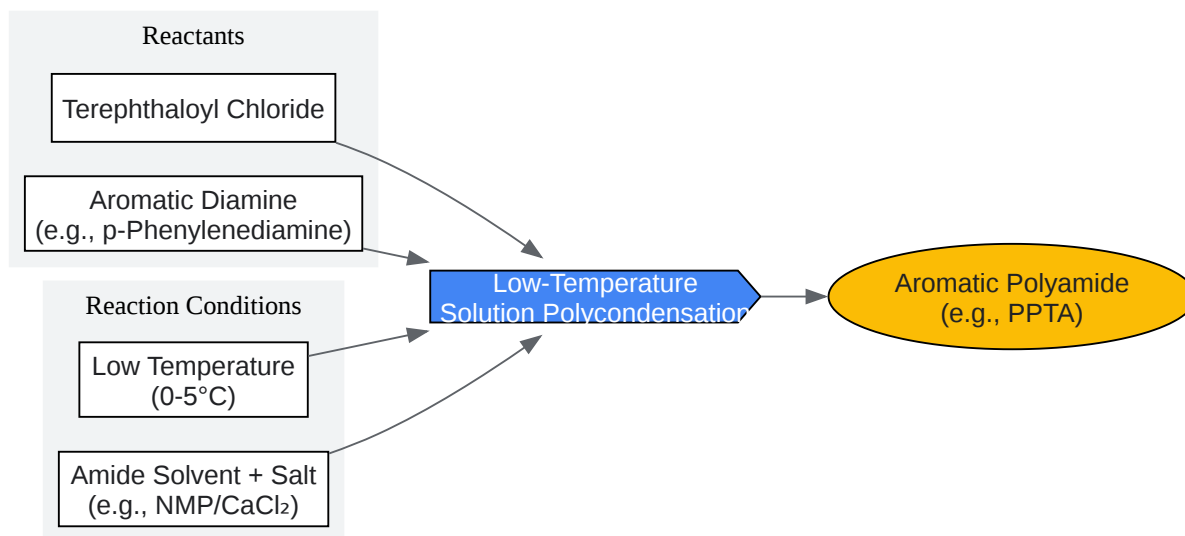 Reactants
Terephthaloyl Chloride
Aromatic Diamine
(e.g., p-Phenylenediamine)
Reaction Conditions
Low Temperature
(0-5°C)
Amide Solvent + Salt
(e.g., NMP/CaCl₂)
Low-Temperature
Solution Polycondensation
Aromatic Polyamide
(e.g., PPTA)